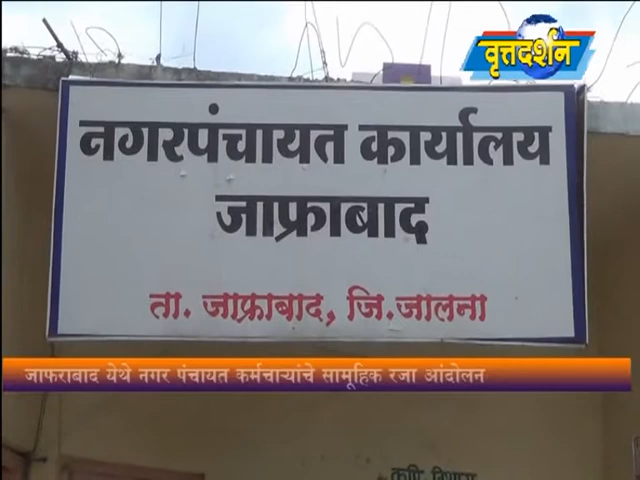 वृत्तदर्शन
नगरपंचायत कार्यालय
जाफ्राबाद
ता. जाफ्राबाद, जि.जालना
जाफराबाद येथे नगर पंचायत कर्मचाऱ्यांचे सामूहिक रजा आंदोलन